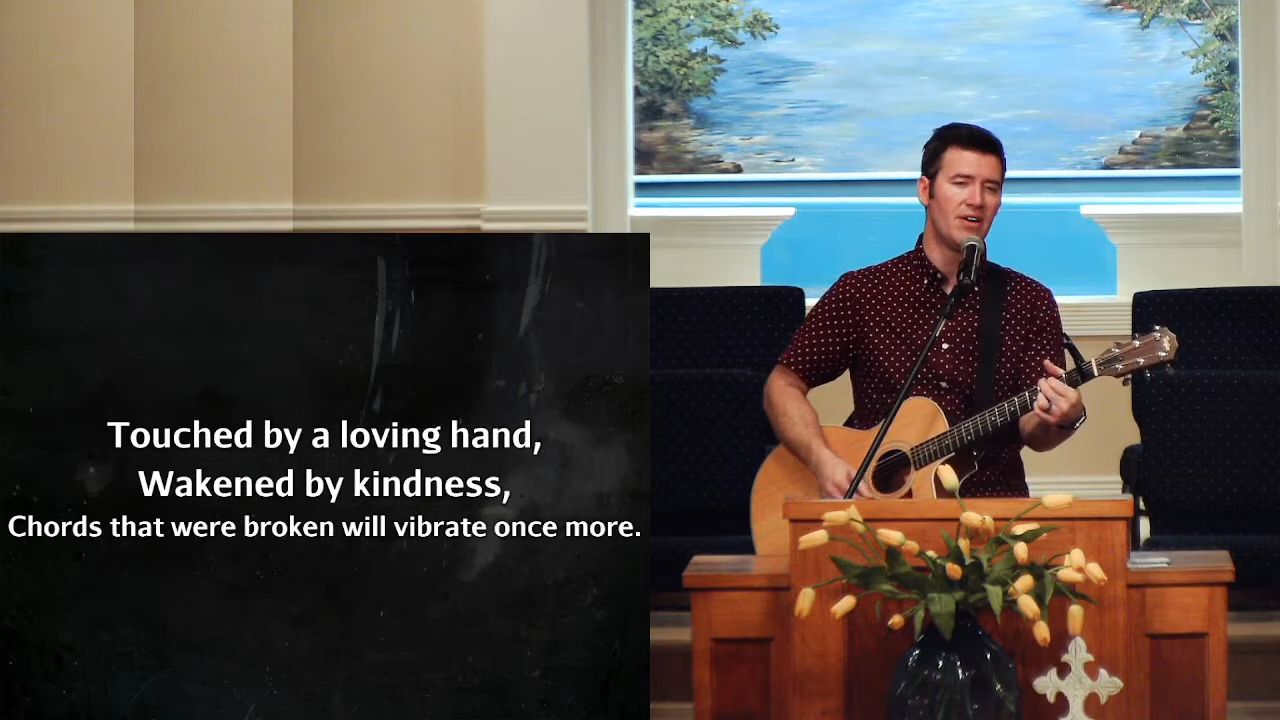 Touched by a loving hand,
Wakened by kindness,
Chords that were broken will vibrate once more.